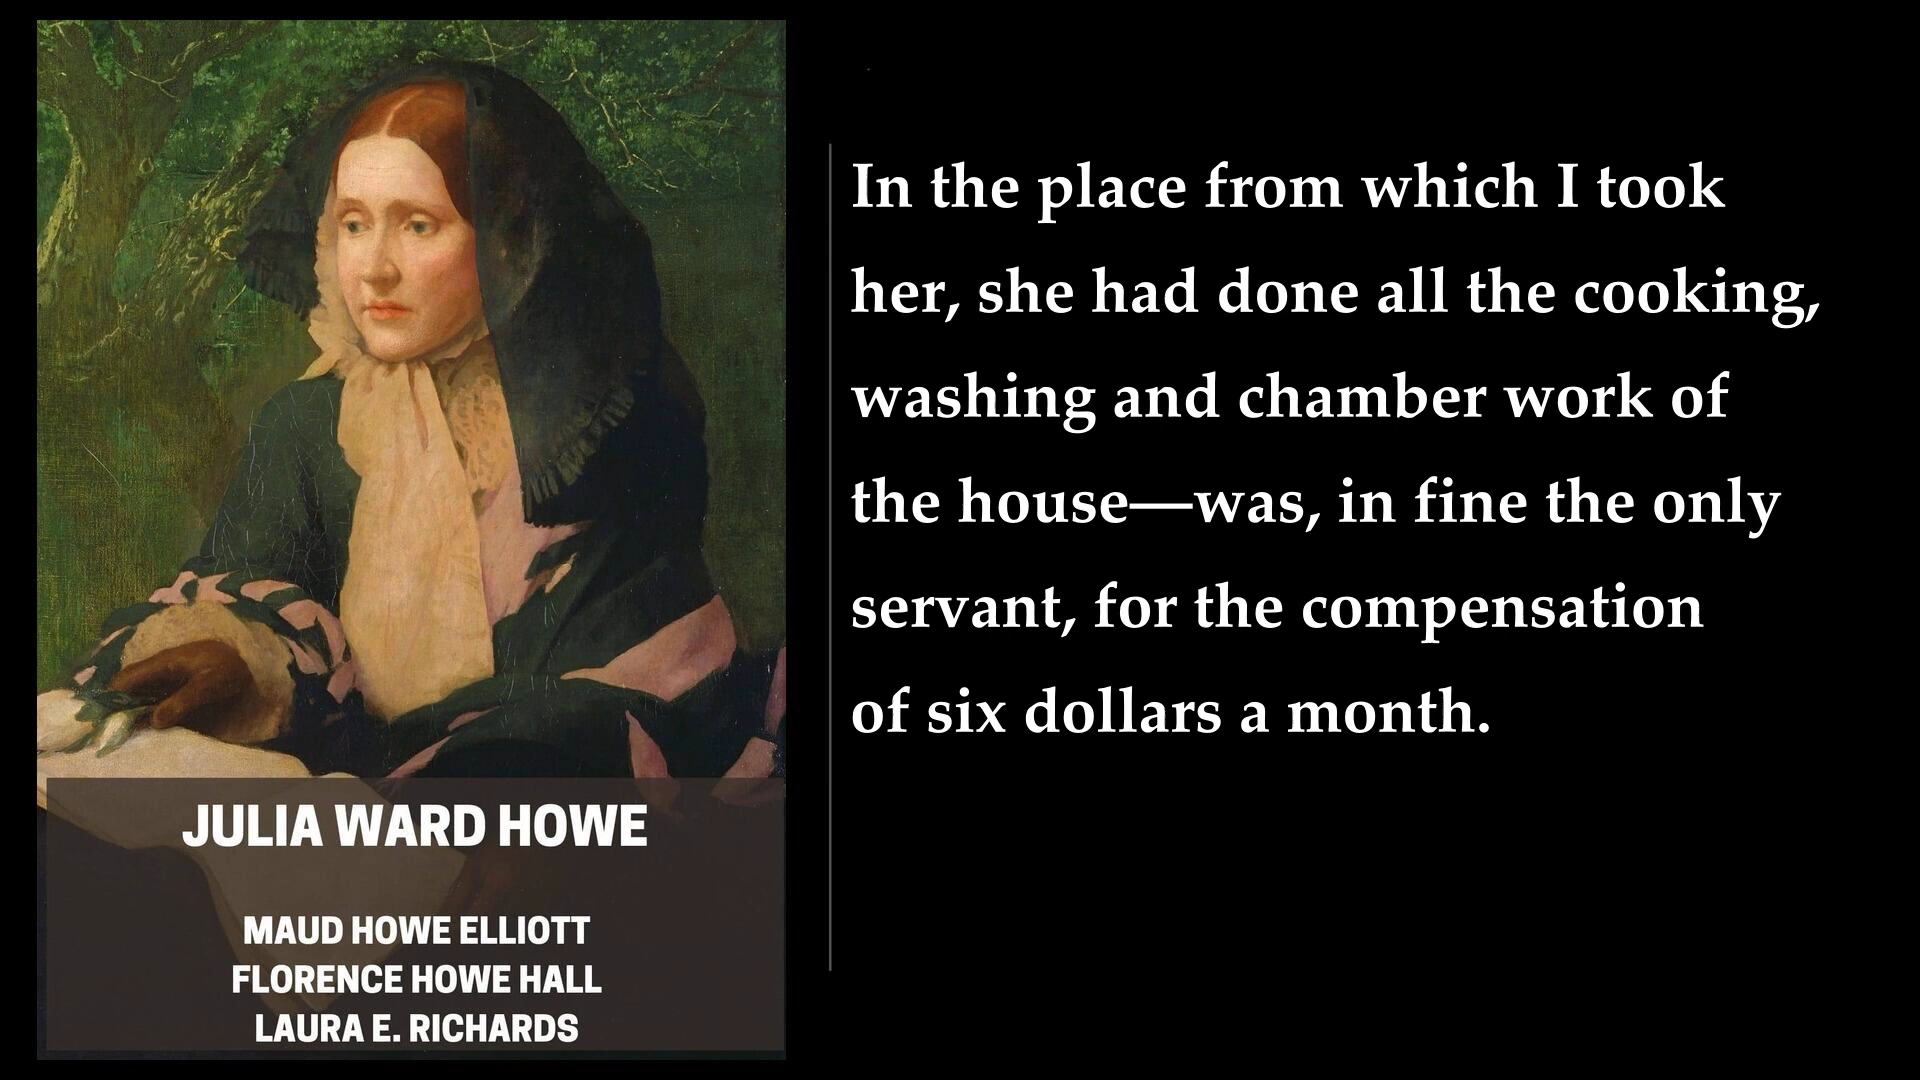 In the place from which I took
her, she had done all the cooking,
washing and chamber work of
the house—was, in fine the only
servant, for the compensation
of six dollars a month.
JULIA WARD HOWE
MAUD HOWE ELLIOTT
FLORENCE HOWE HALL
LAURA E. RICHARDS